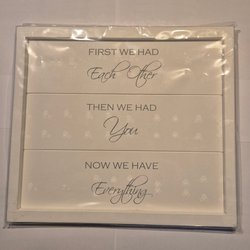 FIRST WE HAD
Each Other
THEN WE HAD
You
NOW WE HAVE
Everything